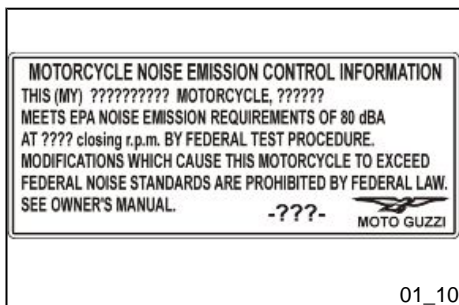 MOTORCYCLE NOISE EMISSION CONTROL INFORMATION
THIS (MY) ?????????? MOTORCYCLE, ??????
MEETS EPA NOISE EMISSION REQUIREMENTS OF 80 dBA
AT ???? closing r.p.m. BY FEDERAL TEST PROCEDURE.
MODIFICATIONS WHICH CAUSE THIS MOTORCYCLE TO EXCEED
FEDERAL NOISE STANDARDS ARE PROHIBITED BY FEDERAL LAW.
SEE OWNER'S MANUAL.
-???-
MOTO GUZZI
01_10